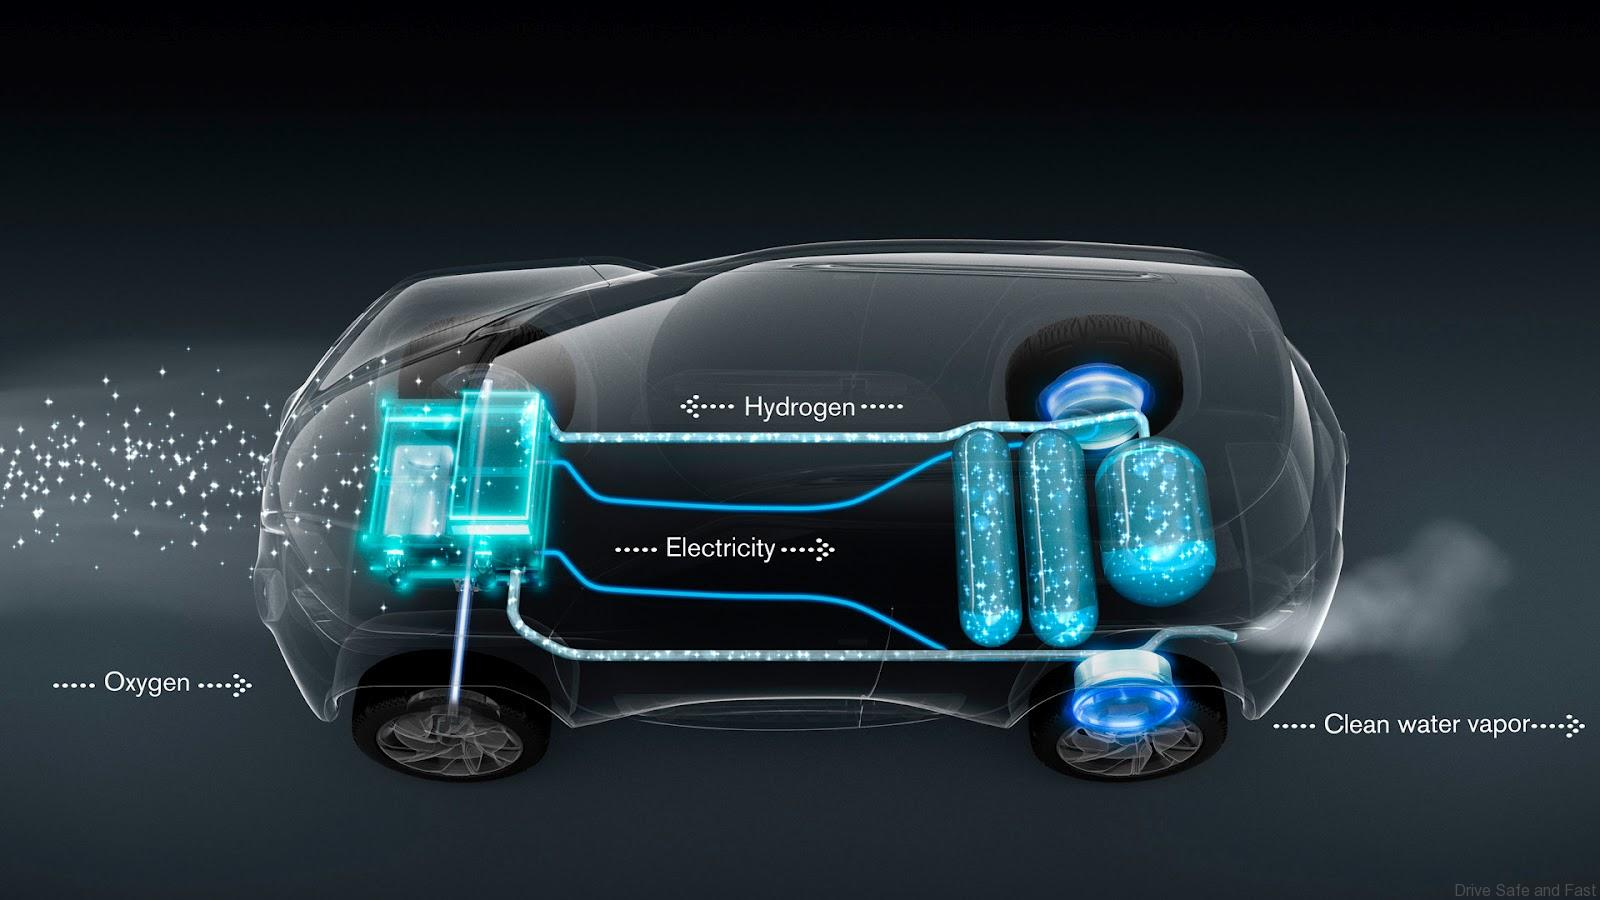 Hydrogen
Electricity
Oxygen
Clean water vapor
Drive Safe and Fast